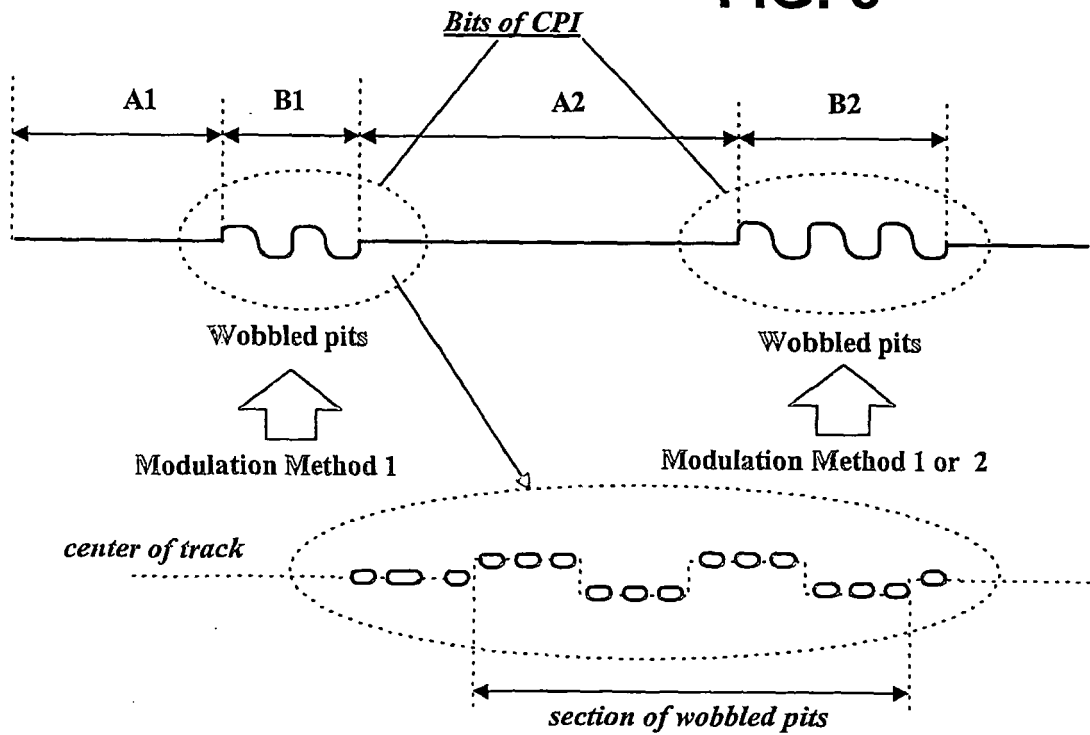 Bits of CPI
A1
B1
A2
B2
Wobbled pits
Wobbled pits
Modulation Method 1
Modulation Method 1 or 2
center of track
section of wobbled pits